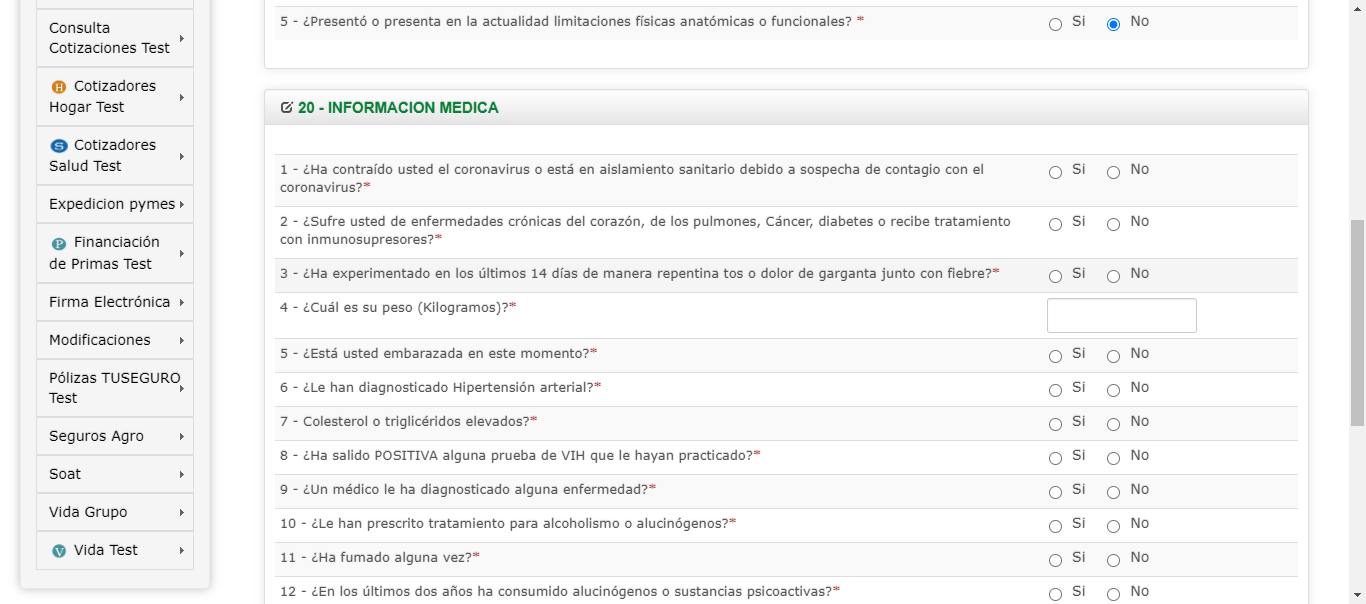 Consulta
Cotizaciones Test
H Cotizadores
Hogar Test
S Cotizadores
Salud Test
Expedicion pymes
P Financiación
de Primas Test
Firma Electrónica
Modificaciones
Pólizas TUSEGURO
Test
Seguros Agro
Soat
Vida Grupo
V Vida Test
5 - ¿Presentó o presenta en la actualidad limitaciones físicas anatómicas o funcionales? * Si No
20 - INFORMACION MEDICA
1 - ¿Ha contraído usted el coronavirus o está en aislamiento sanitario debido a sospecha de contagio con el Si No
coronavirus?*
2 - ¿Sufre usted de enfermedades crónicas del corazón, de los pulmones, Cáncer, diabetes o recibe tratamiento Si No
con inmunosupresores?*
3 - ¿Ha experimentado en los últimos 14 días de manera repentina tos o dolor de garganta junto con fiebre?* Si No
4 - ¿Cuál es su peso (Kilogramos)?*
5 - ¿Está usted embarazada en este momento?* Si No
6 - ¿Le han diagnosticado Hipertensión arterial?* Si No
7 - Colesterol o triglicéridos elevados?* Si No
8 - ¿Ha salido POSITIVA alguna prueba de VIH que le hayan practicado?* Si No
9 - ¿Un médico le ha diagnosticado alguna enfermedad?* Si No
10 - ¿Le han prescrito tratamiento para alcoholismo o alucinógenos?* Si No
11 - ¿Ha fumado alguna vez?* Si No
12 - ¿En los últimos dos años ha consumido alucinógenos o sustancias psicoactivas?* Si No